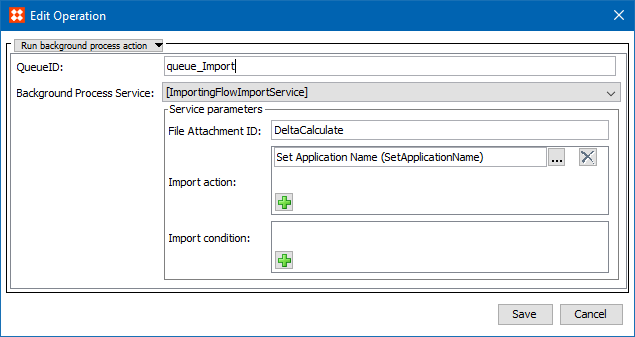 Edit Operation
Run background process action
QueueID: queue_Import
Background Process Service: [ImportingFlowImportService]
Service parameters
File Attachment ID: DeltaCalculate
Set Application Name (SetApplicationName) ...
Import action:
Import condition:
Save Cancel